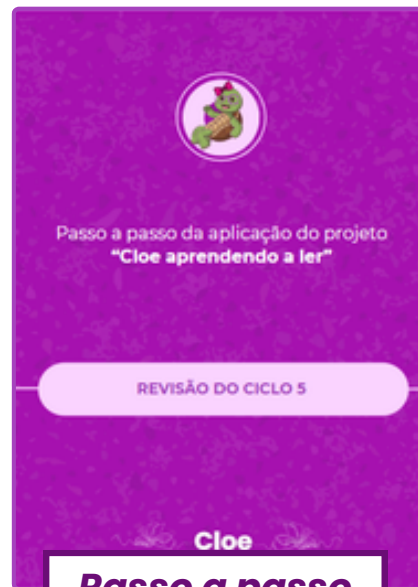 Passo a passo da aplicação do projeto
“Cloe aprendendo a ler”
REVISÃO DO CICLO 5
Cloe
Passo a passo